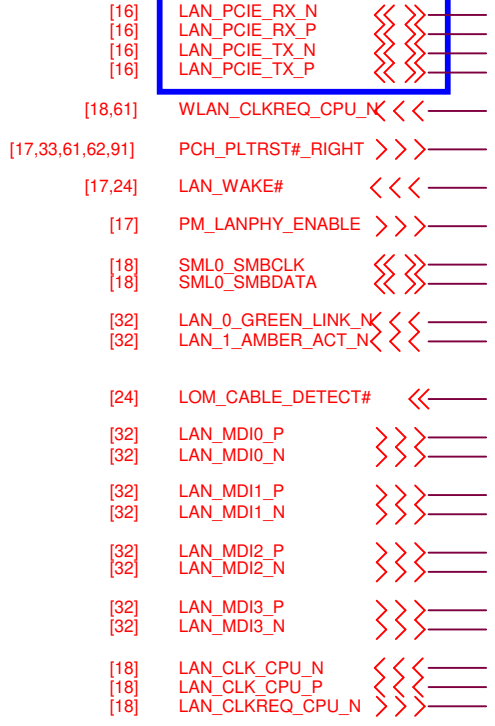 [16] LAN_PCIE_RX_N
[16] LAN_PCIE_RX_P
[16] LAN_PCIE_TX_N
[16] LAN_PCIE_TX_P
[18,61] WLAN_CLKREQ_CPU_N
[17,33,61,62,91] PCH_PLTRST#_RIGHT
[17,24] LAN_WAKE#
[17] PM_LANPHY_ENABLE
[18] SML0_SMBCLK
[18] SML0_SMBDATA
[32] LAN_0_GREEN_LINK_N
[32] LAN_1_AMBER_ACT_N
[24] LOM_CABLE_DETECT#
[32] LAN_MDI0_P
[32] LAN_MDI0_N
[32] LAN_MDI1_P
[32] LAN_MDI1_N
[32] LAN_MDI2_P
[32] LAN_MDI2_N
[32] LAN_MDI3_P
[32] LAN_MDI3_N
[18] LAN_CLK_CPU_N
[18] LAN_CLK_CPU_P
[18] LAN_CLKREQ_CPU_N